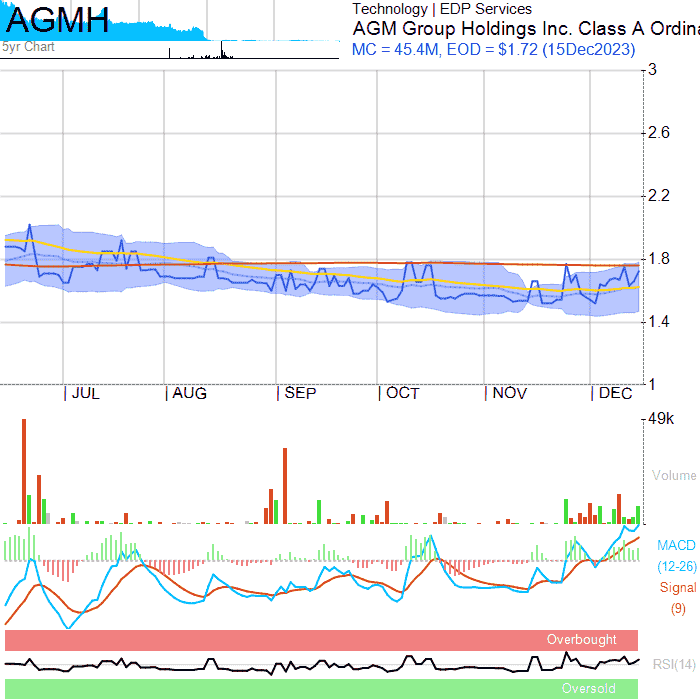 AGMH
5yr Chart
Technology | EDP Services
AGM Group Holdings Inc. Class A Ordina
MC = 45.4M, EOD = $1.72 (15Dec2023)
3
2.6
2.2
1.8
1.4
1
JUL AUG SEP OCT NOV DEC
49k
Volume
MACD
(12-26)
Signal
(9)
Overbought
RSI(14)
Oversold